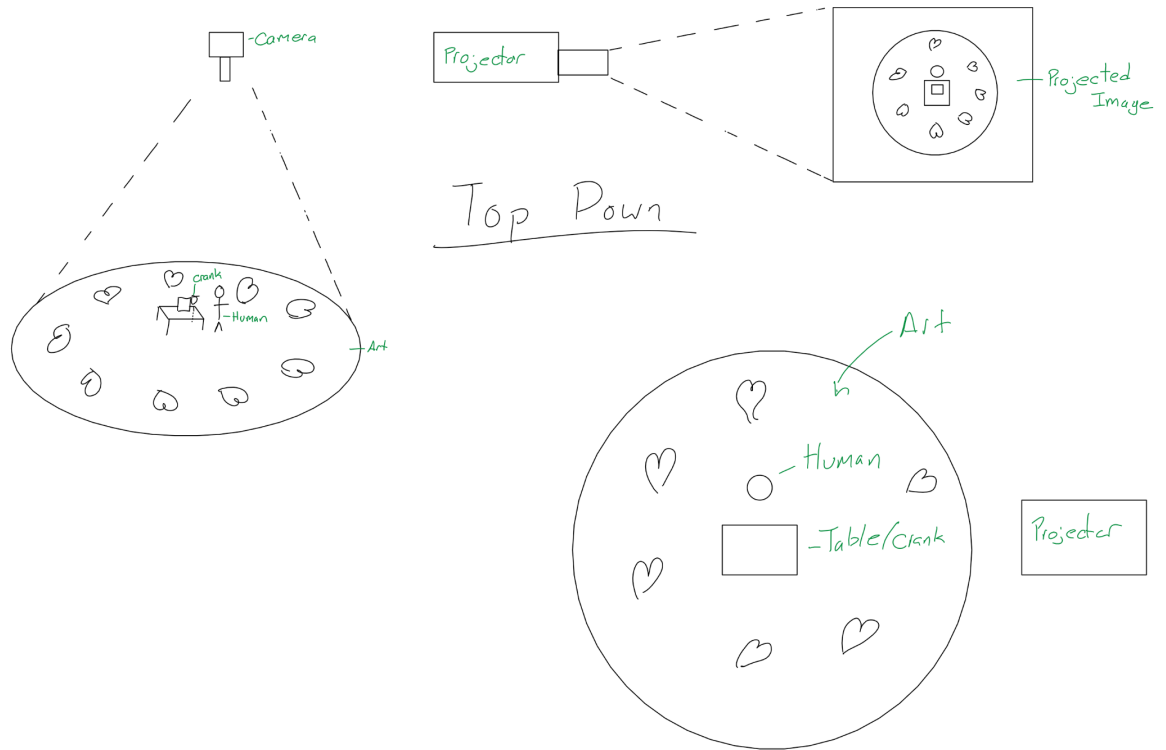 Camera
Projector
Projected
Image
Top Down
crank
Human
Art
Art
Human
Table/Crank
Projector